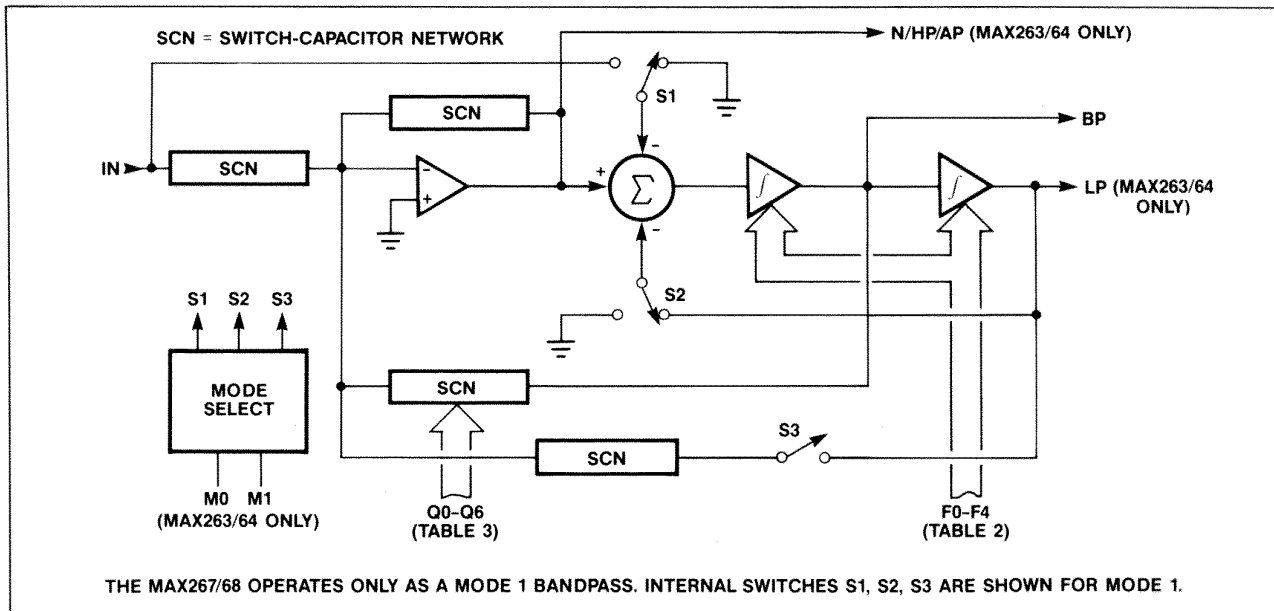 SCN = SWITCH-CAPACITOR NETWORK
N/HP/AP (MAX263/64 ONLY)
S1
SCN
BP
IN
SCN
-
+
+
Σ
-
-
∫
∫
LP (MAX263/64
ONLY)
S2
S1 S2 S3
MODE
SELECT
SCN
S3
SCN
M0 M1
(MAX263/64 ONLY)
Q0-Q6
(TABLE 3)
F0-F4
(TABLE 2)
THE MAX267/68 OPERATES ONLY AS A MODE 1 BANDPASS. INTERNAL SWITCHES S1, S2, S3 ARE SHOWN FOR MODE 1.